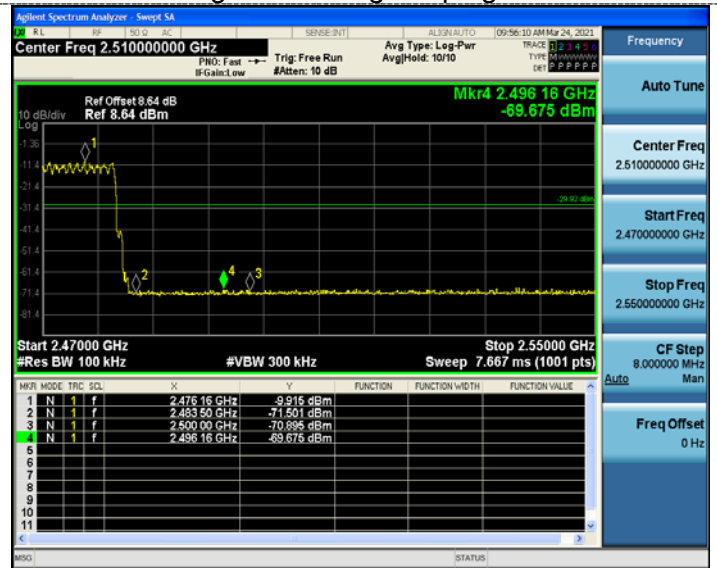 Agilent Spectrum Analyzer - Swept SA
RL RF 50 Ω AC SENSE:INT ALIGN AUTO 09:56:10 AM Mar 24, 2021
Center Freq 2.510000000 GHz
PNO: Fast
IFGain:Low
Trig: Free Run
#Atten: 10 dB
Avg Type: Log-Pwr
Avg|Hold: 10/10
TRACE 1 2 3 4 5 6
TYPE
DET P P P P P P
Ref Offset 8.64 dB
Ref 8.64 dBm
Mkr4 2.496 16 GHz
-69.675 dBm
10 dB/div
Log
-1.36
-11.4
-21.4
-31.4
-41.4
-51.4
-61.4
-71.4
-81.4
-29.92 dBm
1
2
4
3
Start 2.47000 GHz Stop 2.55000 GHz
#Res BW 100 kHz #VBW 300 kHz Sweep 7.667 ms (1001 pts)
MKR MODE TRC SCL X Y FUNCTION FUNCTION WIDTH FUNCTION VALUE
1 N 1 f 2.476 16 GHz -9.915 dBm
2 N 1 f 2.483 50 GHz -71.501 dBm
3 N 1 f 2.500 00 GHz -70.895 dBm
4 N 1 f 2.496 16 GHz -69.675 dBm
5
6
7
8
9
10
11
MSG STATUS
Frequency
Auto Tune
Center Freq
2.510000000 GHz
Start Freq
2.470000000 GHz
Stop Freq
2.550000000 GHz
CF Step
8.000000 MHz
Auto Man
Freq Offset
0 Hz